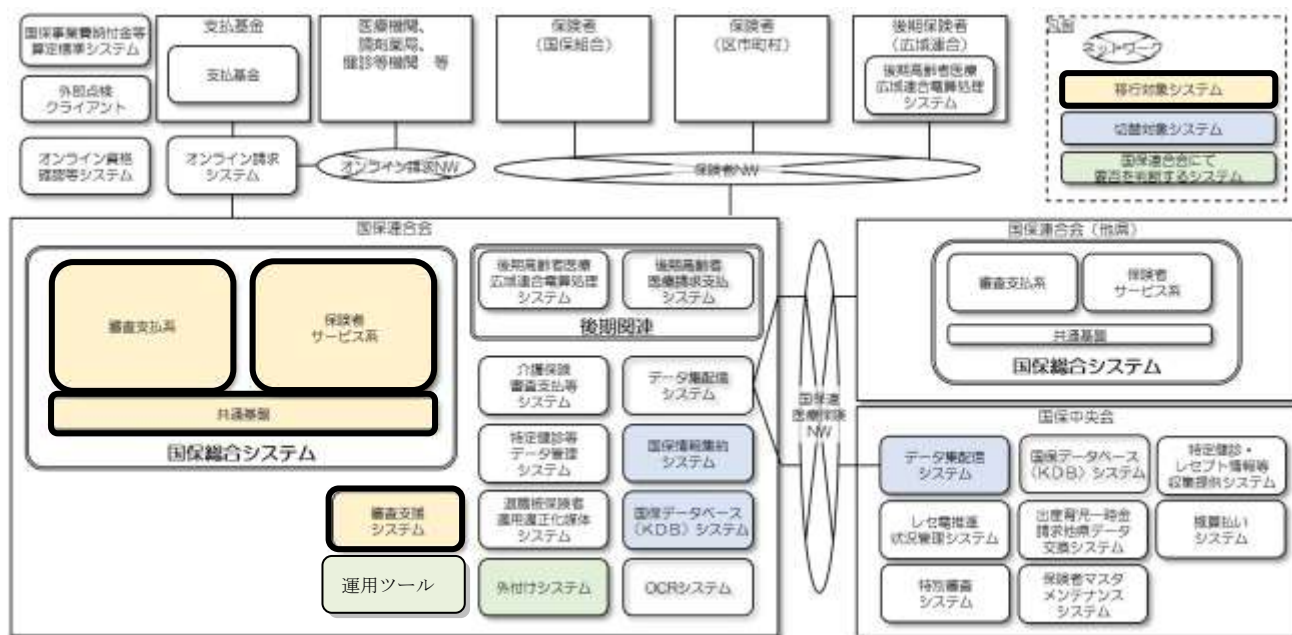 国保事業費納付金等
算定標準システム
外部点検
クライアント
オンライン資格
確認等システム
支払基金
支払基金
オンライン請求
システム
医療機関、
調剤薬局、
健診等機関 等
オンライン請求NW
保険者
(国保組合)
保険者
(区市町村)
後期保険者
(広域連合)
後期高齢者医療
広域連合電算処理
システム
保険者NW
凡例
ネットワーク
移行対象システム
切替対象システム
国保連合会にて
要否を判断するシステム
国保連合会
審査支払系
保険者
サービス系
共通基盤
国保総合システム
審査支援
システム
運用ツール
後期高齢者医療
広域連合電算処理
システム
後期高齢者
医療請求支払
システム
後期関連
介護保険
審査支払等
システム
データ集配信
システム
特定健診等
データ管理
システム
国保情報集約
システム
退職被保険者
適用適正化媒体
システム
国保データベース
(KDB)システム
外付けシステム
OCRシステム
国保連
医療保険
NW
国保連合会(他県)
審査支払系
保険者
サービス系
共通基盤
国保総合システム
国保中央会
データ集配信
システム
国保データベース
(KDB)システム
特定健診・
レセプト情報等
収集提供システム
レセ電推進
状況管理システム
出産育児一時金
請求他県データ
交換システム
概算払い
システム
特別審査
システム
保険者マスタ
メンテナンス
システム